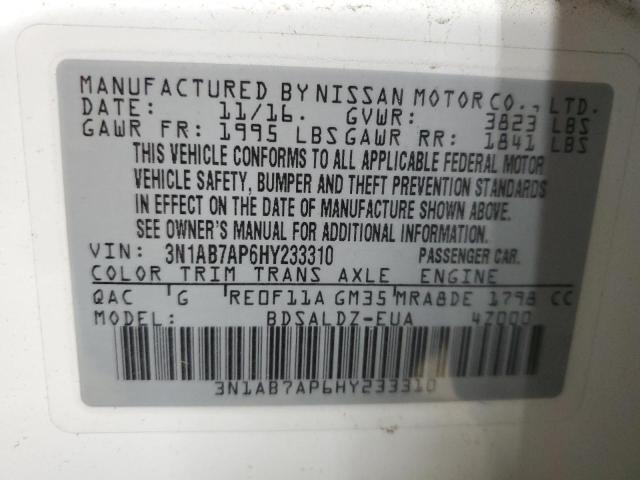 MANUFACTURED BY NISSAN MOTOR CO., LTD.
DATE: 11/16. GVWR: 3823 LBS
GAWR FR: 1995 LBS GAWR RR: 1841 LBS
THIS VEHICLE CONFORMS TO ALL APPLICABLE FEDERAL MOTOR
VEHICLE SAFETY, BUMPER AND THEFT PREVENTION STANDARDS
IN EFFECT ON THE DATE OF MANUFACTURE SHOWN ABOVE.
SEE OWNER'S MANUAL FOR ADDITIONAL INFORMATION.
VIN: 3N1AB7AP6HY233310 PASSENGER CAR.
COLOR TRIM TRANS AXLE ENGINE
QAC G RE0F11A GM35 MRA8DE 1798 CC
MODEL: BDSALDZ-EUA 4Z000
3N1AB7AP6HY233310